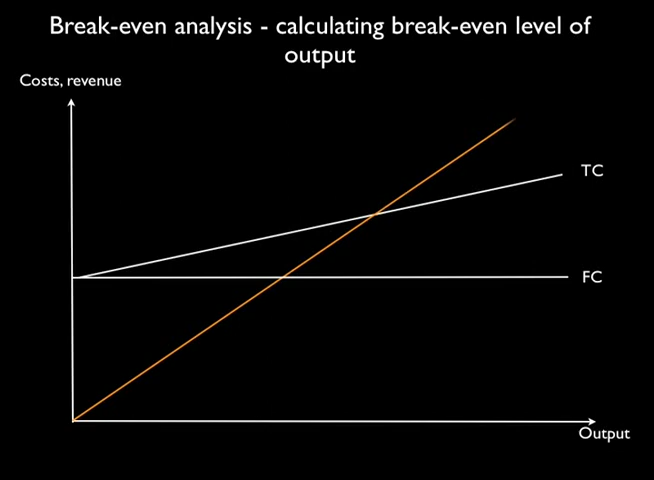 Break-even analysis - calculating break-even level of
output
Costs, revenue
TC
FC
Output